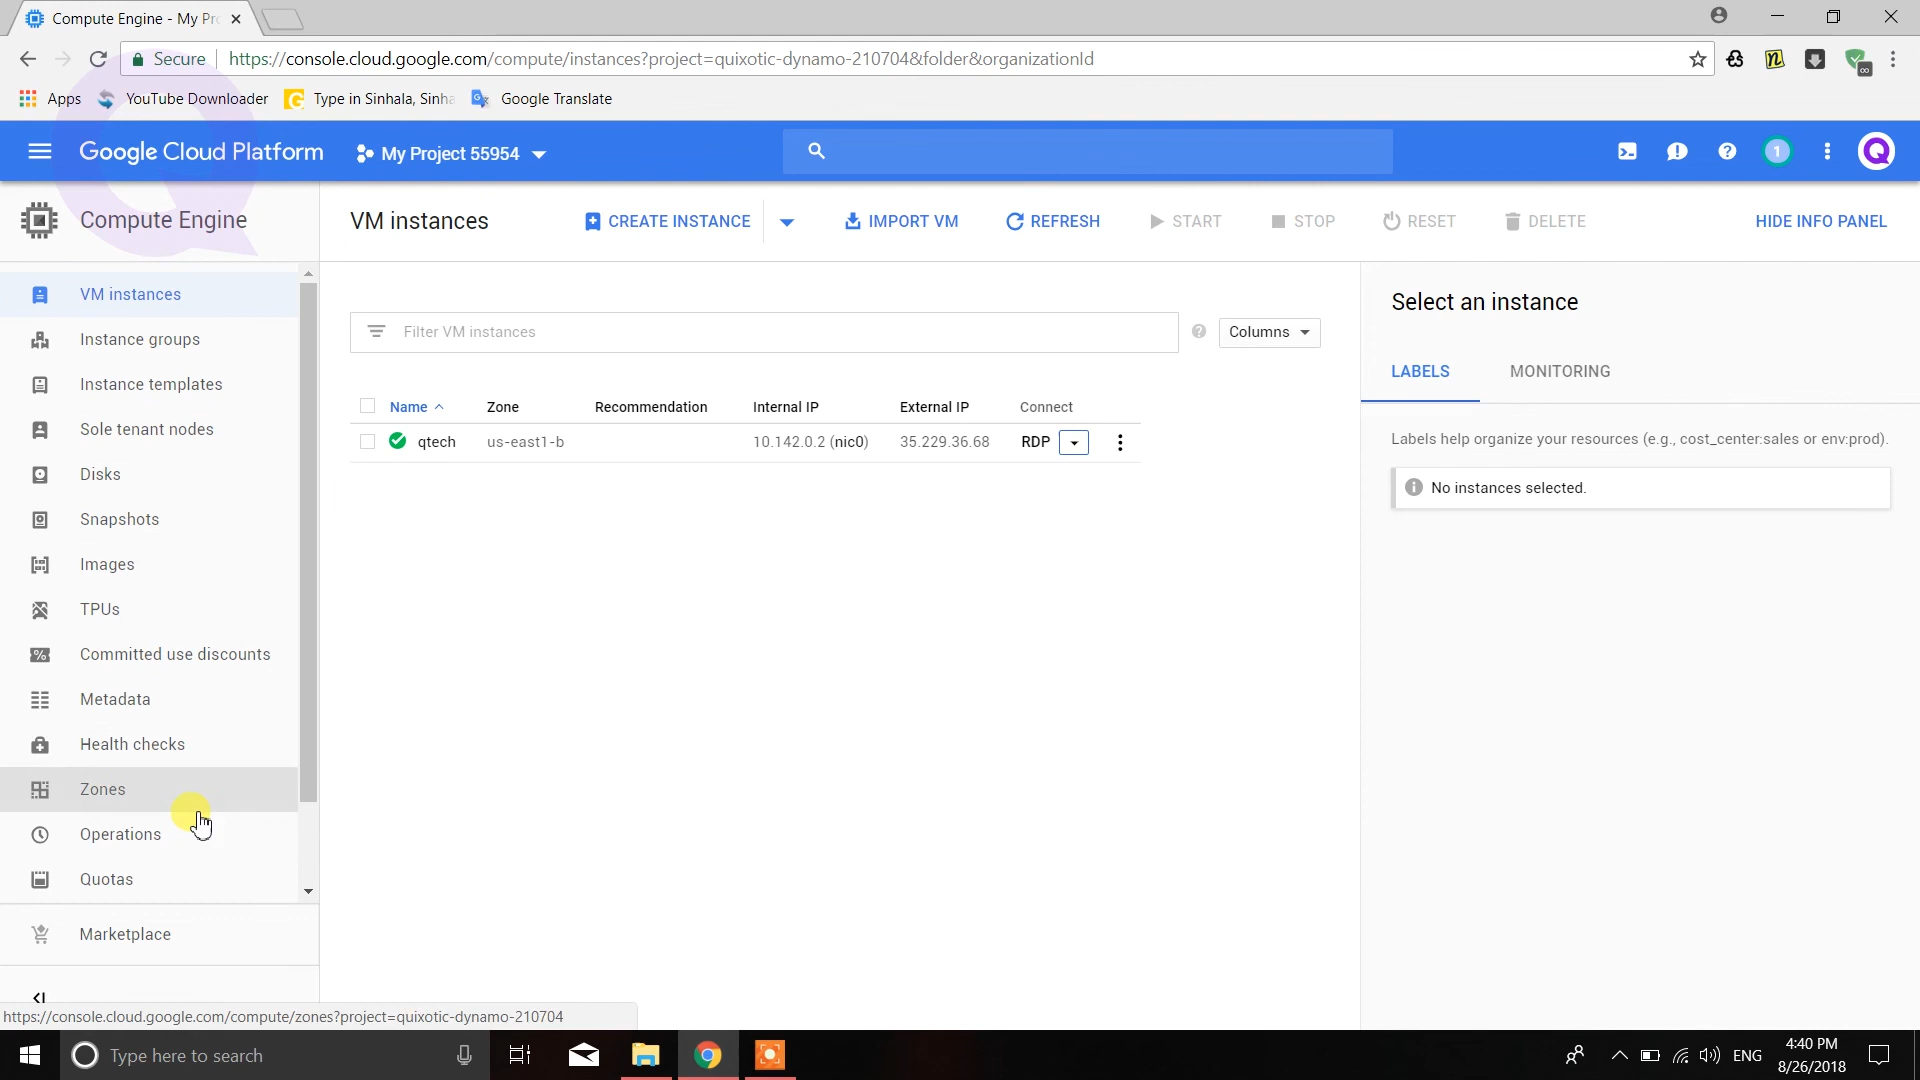 Compute Engine - My Pr
Secure
https://console.cloud.google.com/compute/instances?project=quixotic-dynamo-210704&folder&organizationId
Apps
YouTube Downloader
Type in Sinhala, Sinha
Google Translate
Google Cloud Platform
My Project 55954
1
Compute Engine
VM instances
CREATE INSTANCE
IMPORT VM
REFRESH
START
STOP
RESET
DELETE
HIDE INFO PANEL
VM instances
Instance groups
Instance templates
Sole tenant nodes
Disks
Snapshots
Images
TPUs
Committed use discounts
Metadata
Health checks
Zones
Operations
Quotas
Marketplace
Filter VM instances
Columns
Name Zone Recommendation Internal IP External IP Connect
qtech us-east1-b 10.142.0.2 (nic0) 35.229.36.68 RDP
Select an instance
LABELS
MONITORING
Labels help organize your resources (e.g., cost_center:sales or env:prod).
No instances selected.
https://console.cloud.google.com/compute/zones?project=quixotic-dynamo-210704
Type here to search
ENG
4:40 PM
8/26/2018